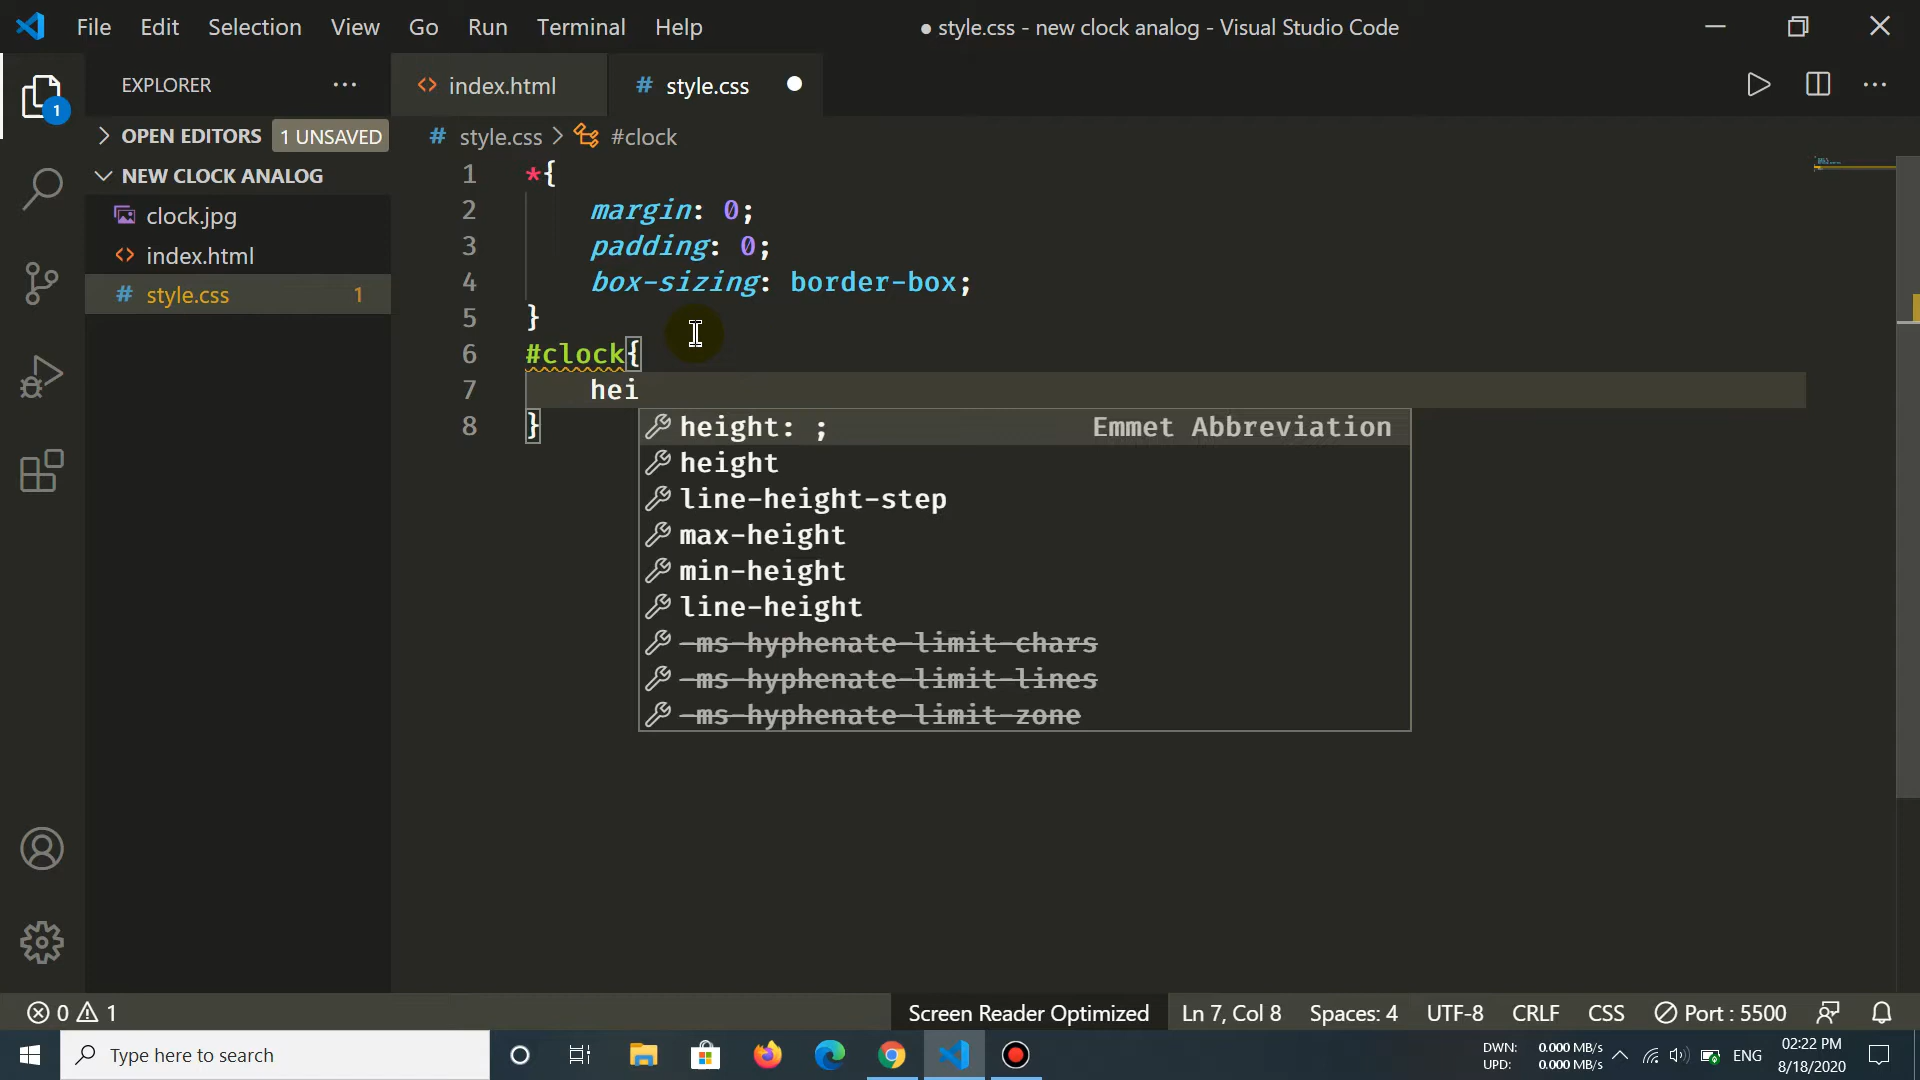 File Edit Selection View Go Run Terminal Help ● style.css - new clock analog - Visual Studio Code
EXPLORER ...
index.html
# style.css ●
OPEN EDITORS 1 UNSAVED
# style.css > #clock
NEW CLOCK ANALOG
clock.jpg
index.html
# style.css 1
1
1 *{
2 margin: 0;
3 padding: 0;
4 box-sizing: border-box;
5 }
6 #clock{
7 hei
8 }
height: ; Emmet Abbreviation
height
line-height-step
max-height
min-height
line-height
-ms-hyphenate-limit-chars
-ms-hyphenate-limit-lines
-ms-hyphenate-limit-zone
0 1 Screen Reader Optimized Ln 7, Col 8 Spaces: 4 UTF-8 CRLF CSS Port : 5500
Type here to search
DWN: 0.000 MB/s
UPD: 0.000 MB/s
ENG
02:22 PM
8/18/2020